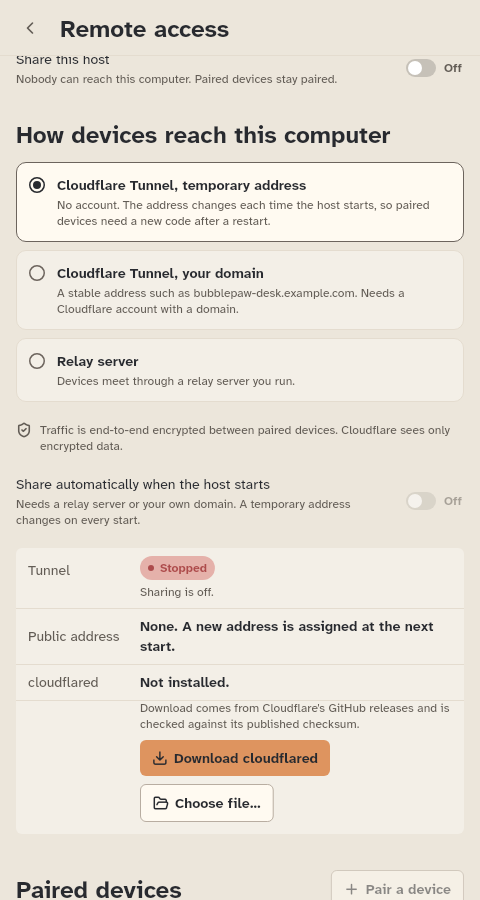 Remote access
Share this host
Nobody can reach this computer. Paired devices stay paired.
Off
How devices reach this computer
Cloudflare Tunnel, temporary address
No account. The address changes each time the host starts, so paired
devices need a new code after a restart.
Cloudflare Tunnel, your domain
A stable address such as bubblepaw-desk.example.com. Needs a
Cloudflare account with a domain.
Relay server
Devices meet through a relay server you run.
Traffic is end-to-end encrypted between paired devices. Cloudflare sees only
encrypted data.
Share automatically when the host starts
Needs a relay server or your own domain. A temporary address
changes on every start.
Off
Tunnel
Stopped
Sharing is off.
Public address
None. A new address is assigned at the next
start.
cloudflared
Not installed.
Download comes from Cloudflare's GitHub releases and is
checked against its published checksum.
Download cloudflared
Choose file...
Paired devices
Pair a device